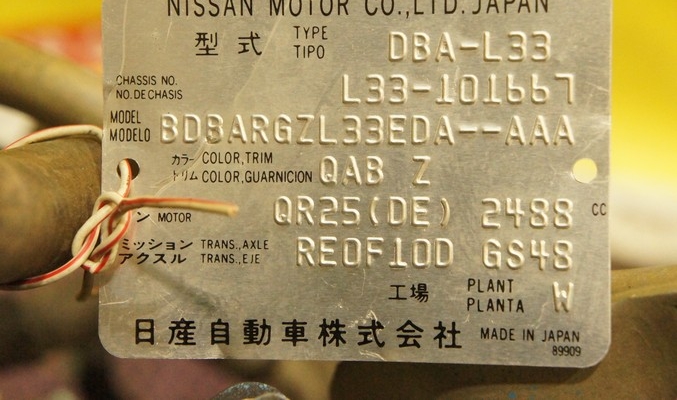 NISSAN MOTOR CO.,LTD. JAPAN
型式 TYPE TIPO DBA-L33
CHASSIS NO. NO. DE CHASIS L33-101667
MODEL MODELO BDBARGZL33EDA--AAA
カラー トリム COLOR,TRIM COLOR,GUARNICION QAB Z
ン MOTOR QR25(DE) 2488 CC
ミッション アクスル TRANS.,AXLE TRANS.,EJE RE0F10D GS48
工場 PLANT PLANTA W
日産自動車株式会社 MADE IN JAPAN
89909